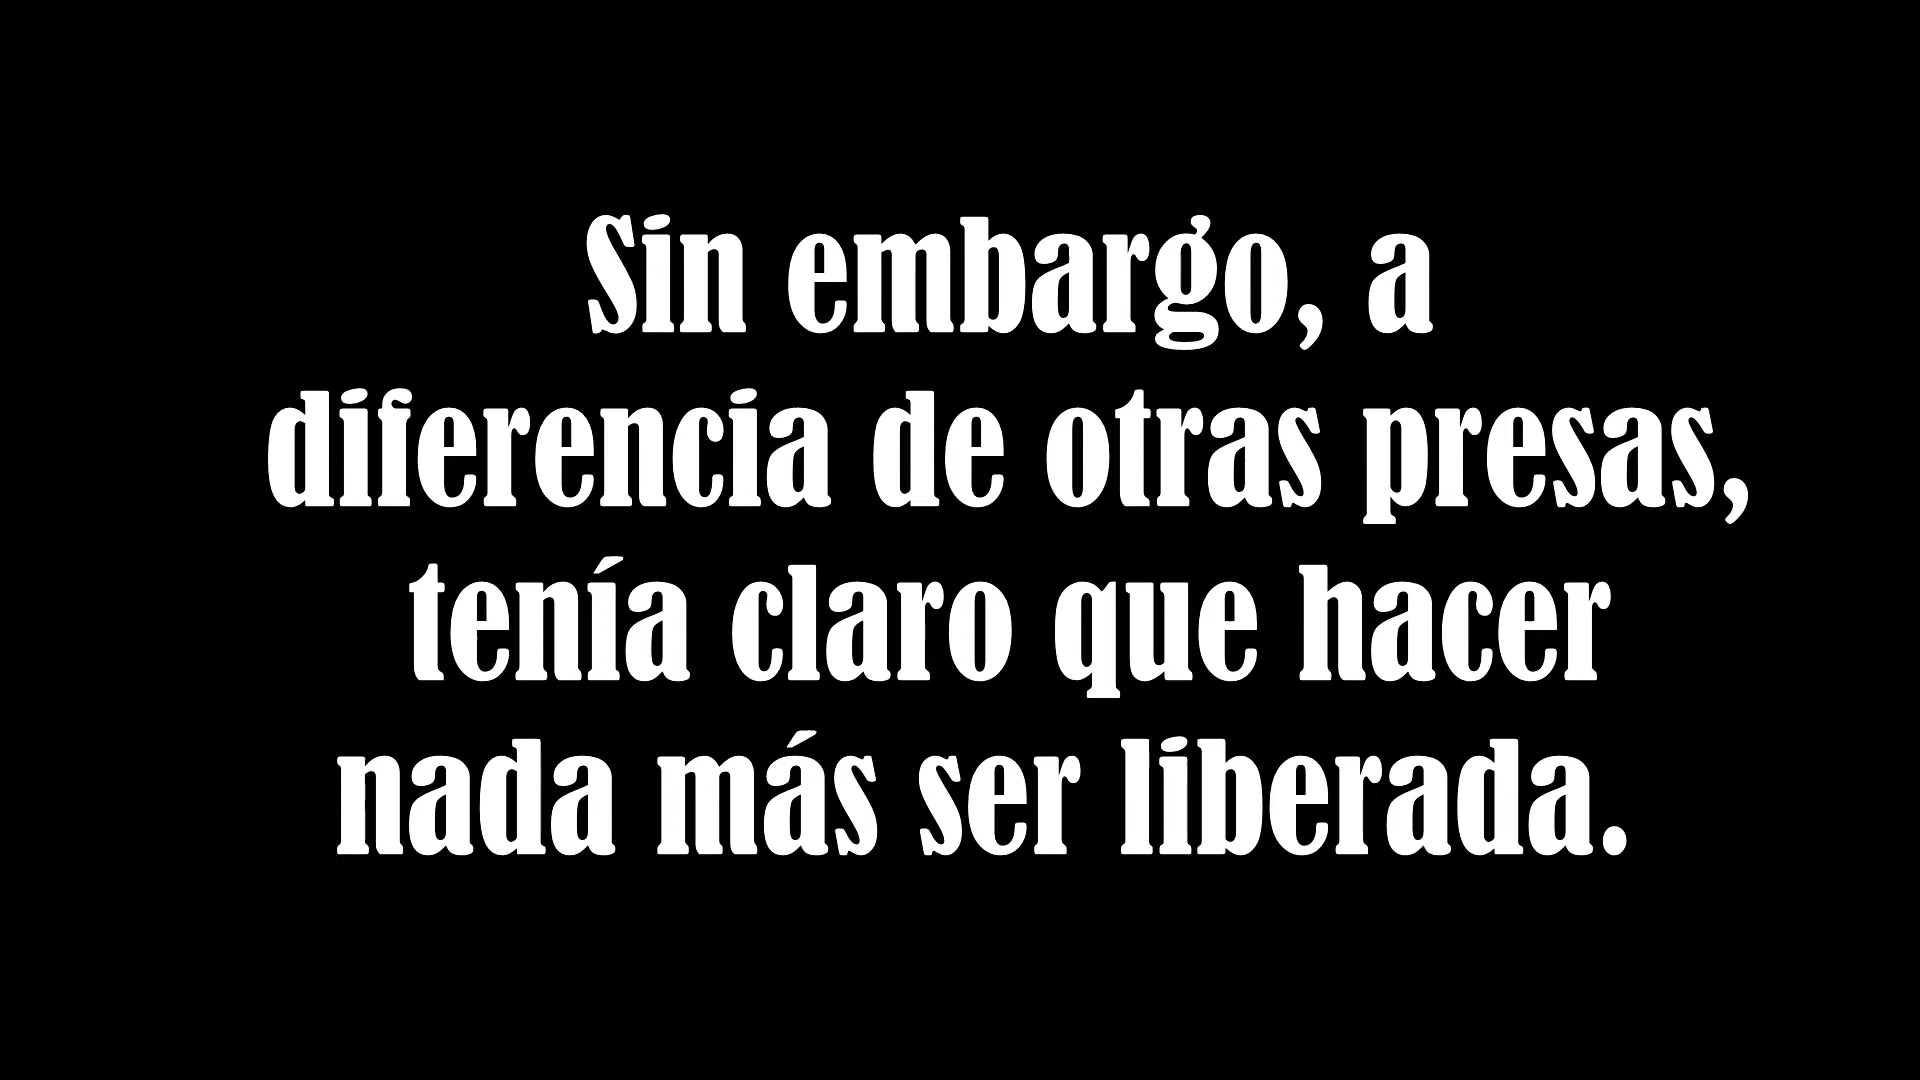 Sin embargo, a
diferencia de otras presas,
tenía claro que hacer
nada más ser liberada.